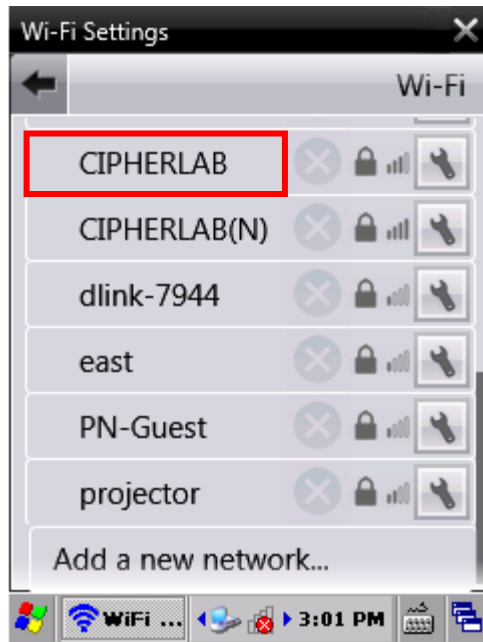 Wi-Fi Settings
Wi-Fi
CIPHERLAB
CIPHERLAB(N)
dlink-7944
east
PN-Guest
projector
Add a new network...
WiFi ... 3:01 PM